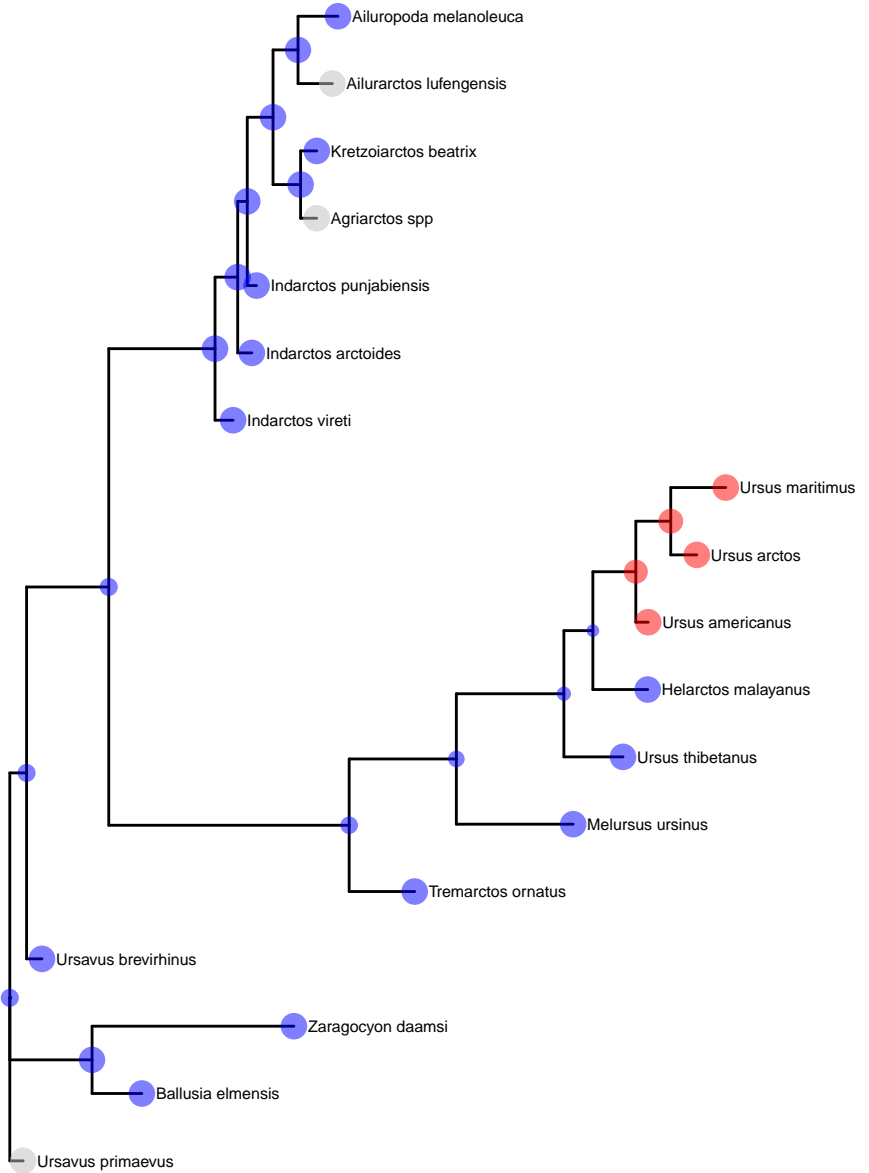 Ailuropoda melanoleuca
Ailurarctos lufengensis
Kretzoiarctos beatrix
Agriarctos spp
Indarctos punjabiensis
Indarctos arctoides
Indarctos vireti
Ursus maritimus
Ursus arctos
Ursus americanus
Helarctos malayanus
Ursus thibetanus
Melursus ursinus
Tremarctos ornatus
Ursavus brevirhinus
Zaragocyon daamsi
Ballusia elmensis
Ursavus primaevus